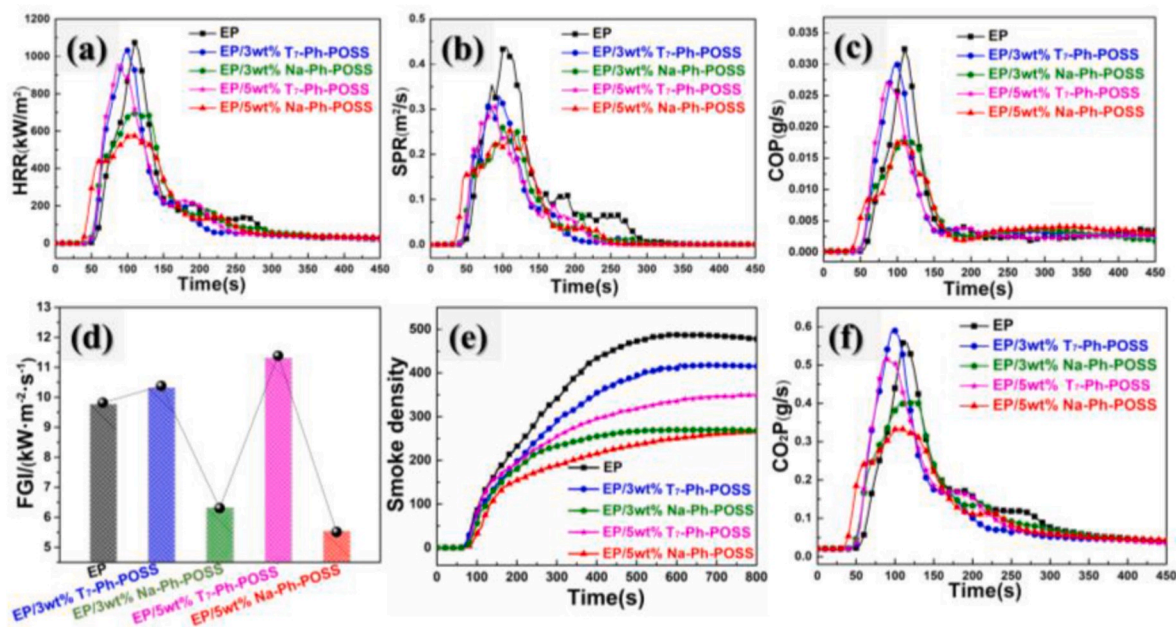 (a)
EP
EP/3wt% T₇-Ph-POSS
EP/3wt% Na-Ph-POSS
EP/5wt% T₇-Ph-POSS
EP/5wt% Na-Ph-POSS
HRR(kW/m²)
1200
1000
800
600
400
200
0
0 50 100 150 200 250 300 350 400 450
Time(s)
(b)
EP
EP/3wt% T₇-Ph-POSS
EP/3wt% Na-Ph-POSS
EP/5wt% T₇-Ph-POSS
EP/5wt% Na-Ph-POSS
SPR(m²/s)
0.5
0.4
0.3
0.2
0.1
0.0
0 50 100 150 200 250 300 350 400 450
Time(s)
(c)
EP
EP/3wt% T₇-Ph-POSS
EP/3wt% Na-Ph-POSS
EP/5wt% T₇-Ph-POSS
EP/5wt% Na-Ph-POSS
COP(g/s)
0.035
0.030
0.025
0.020
0.015
0.010
0.005
0.000
0 50 100 150 200 250 300 350 400 450
Time(s)
(d)
FGI/(kW·m⁻²·s⁻¹)
13
12
11
10
9
8
7
6
5
EP
EP/3wt% T₇-Ph-POSS
EP/3wt% Na-Ph-POSS
EP/5wt% T₇-Ph-POSS
EP/5wt% Na-Ph-POSS
(e)
Smoke density
500
400
300
200
100
0
EP
EP/3wt% T₇-Ph-POSS
EP/3wt% Na-Ph-POSS
EP/5wt% T₇-Ph-POSS
EP/5wt% Na-Ph-POSS
0 100 200 300 400 500 600 700 800
Time(s)
(f)
EP
EP/3wt% T₇-Ph-POSS
EP/3wt% Na-Ph-POSS
EP/5wt% T₇-Ph-POSS
EP/5wt% Na-Ph-POSS
CO₂P(g/s)
0.6
0.5
0.4
0.3
0.2
0.1
0.0
0 50 100 150 200 250 300 350 400 450
Time(s)